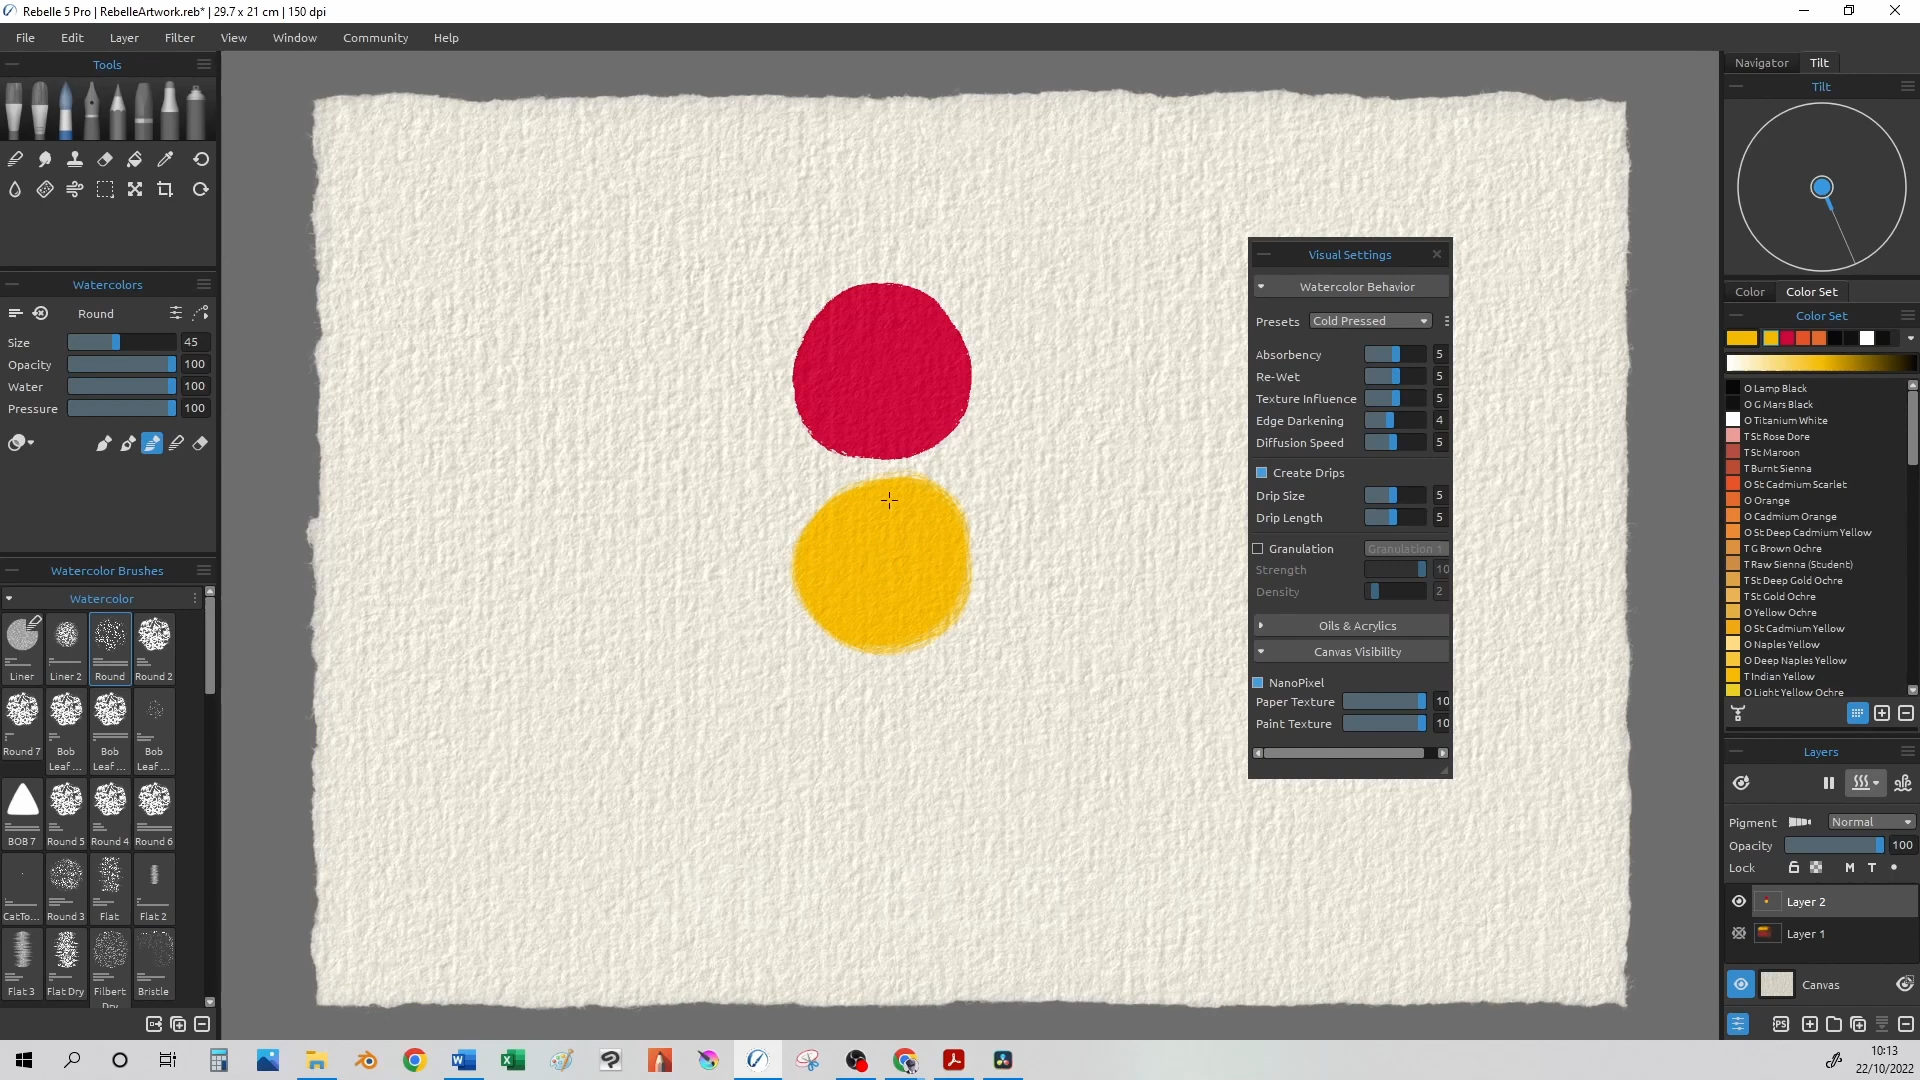 Rebelle 5 Pro | RebelleArtwork.reb* | 29.7 x 21 cm | 150 dpi
File Edit Layer Filter View Window Community Help
Tools
Watercolors
Round
Size 45
Opacity 100
Water 100
Pressure 100
Watercolor Brushes
Watercolor
Liner Liner 2 Round Round 2
Round 7 Bob Leaf ... Bob Leaf ... Bob Leaf ...
BOB 7 Round 5 Round 4 Round 6
CatTo... Round 3 Flat Flat 2
Flat 3 Flat Dry Filbert Dry Bristle
Visual Settings
Watercolor Behavior
Presets Cold Pressed
Absorbency 5
Re-Wet 5
Texture Influence 5
Edge Darkening 4
Diffusion Speed 5
Create Drips
Drip Size 5
Drip Length 5
Granulation Granulation 1
Strength 10
Density 2
Oils & Acrylics
Canvas Visibility
NanoPixel
Paper Texture 10
Paint Texture 10
Navigator Tilt
Tilt
Color Color Set
Color Set
O Lamp Black
O G Mars Black
O Titanium White
T St Rose Dore
T St Maroon
T Burnt Sienna
O St Cadmium Scarlet
O Orange
O Cadmium Orange
O St Deep Cadmium Yellow
T G Brown Ochre
T Raw Sienna (Student)
T St Deep Gold Ochre
T St Gold Ochre
O Yellow Ochre
O St Cadmium Yellow
O Naples Yellow
O Deep Naples Yellow
T Indian Yellow
O Light Yellow Ochre
Layers
Pigment Normal
Opacity 100
Lock M T
Layer 2
Layer 1
Canvas
PS
10:13
22/10/2022